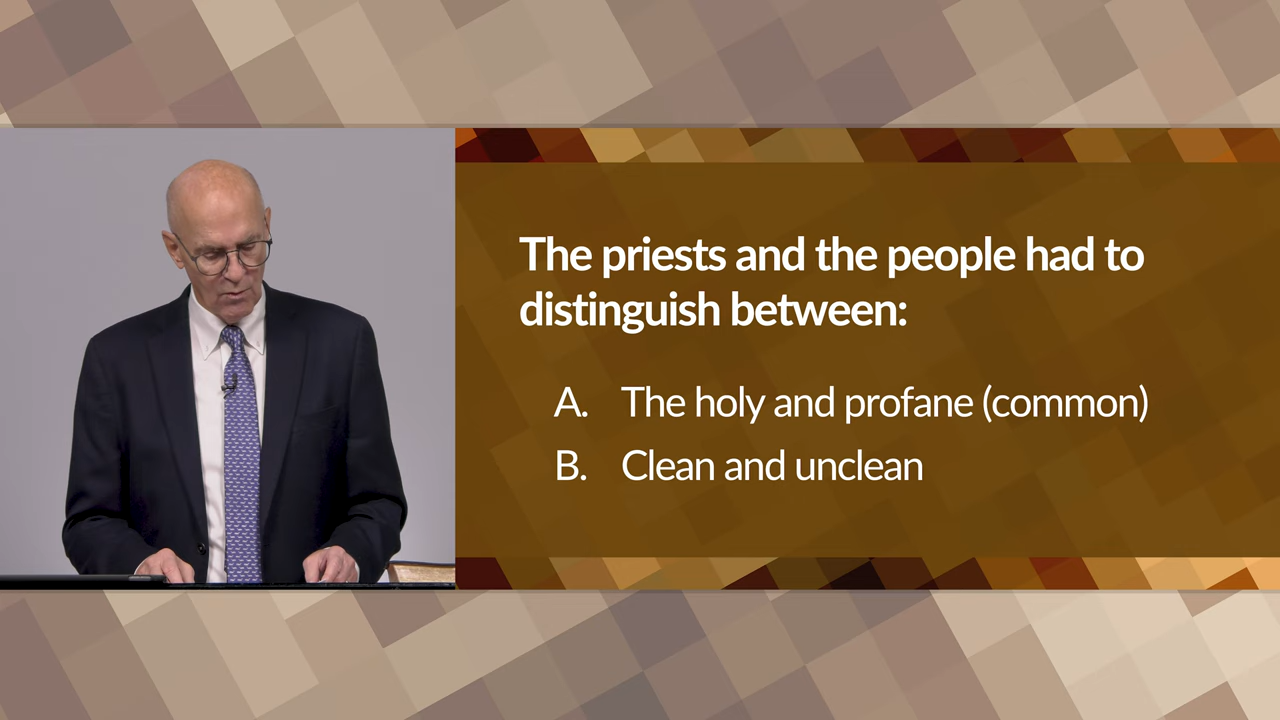 The priests and the people had to
distinguish between:
A. The holy and profane (common)
B. Clean and unclean